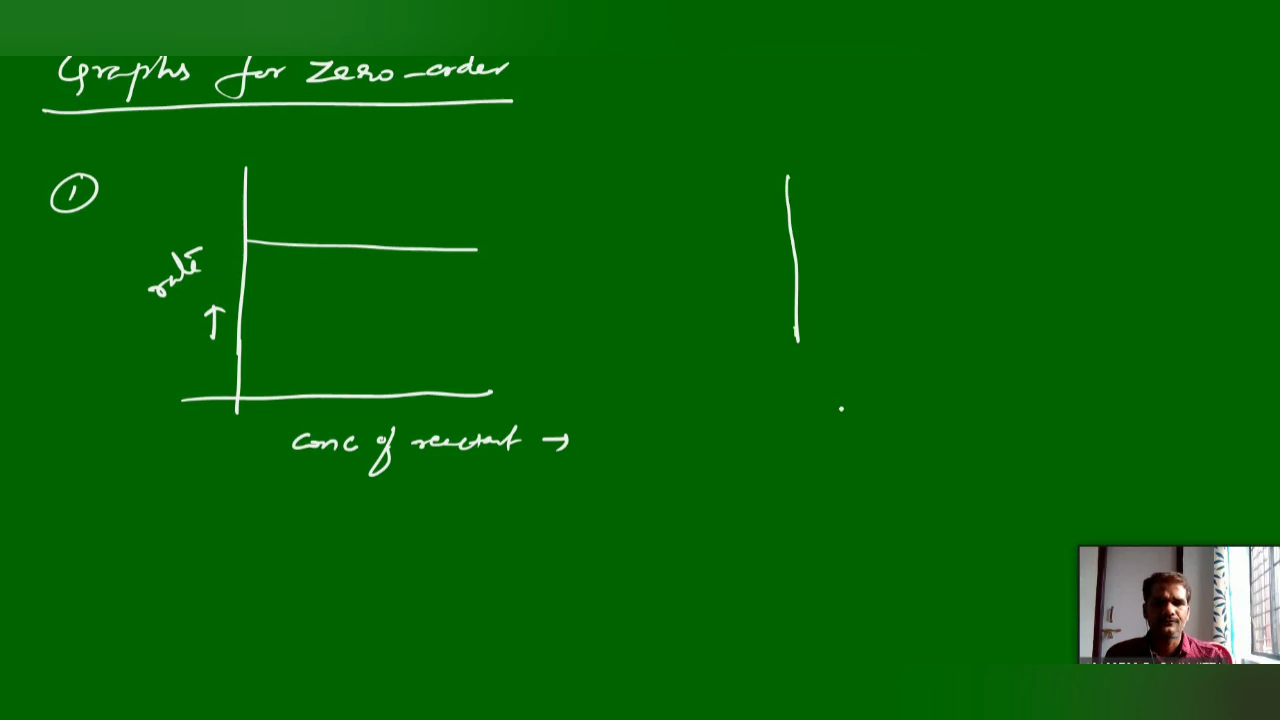 Graphs for Zero-order
1
rate
↑
conc of reactant →